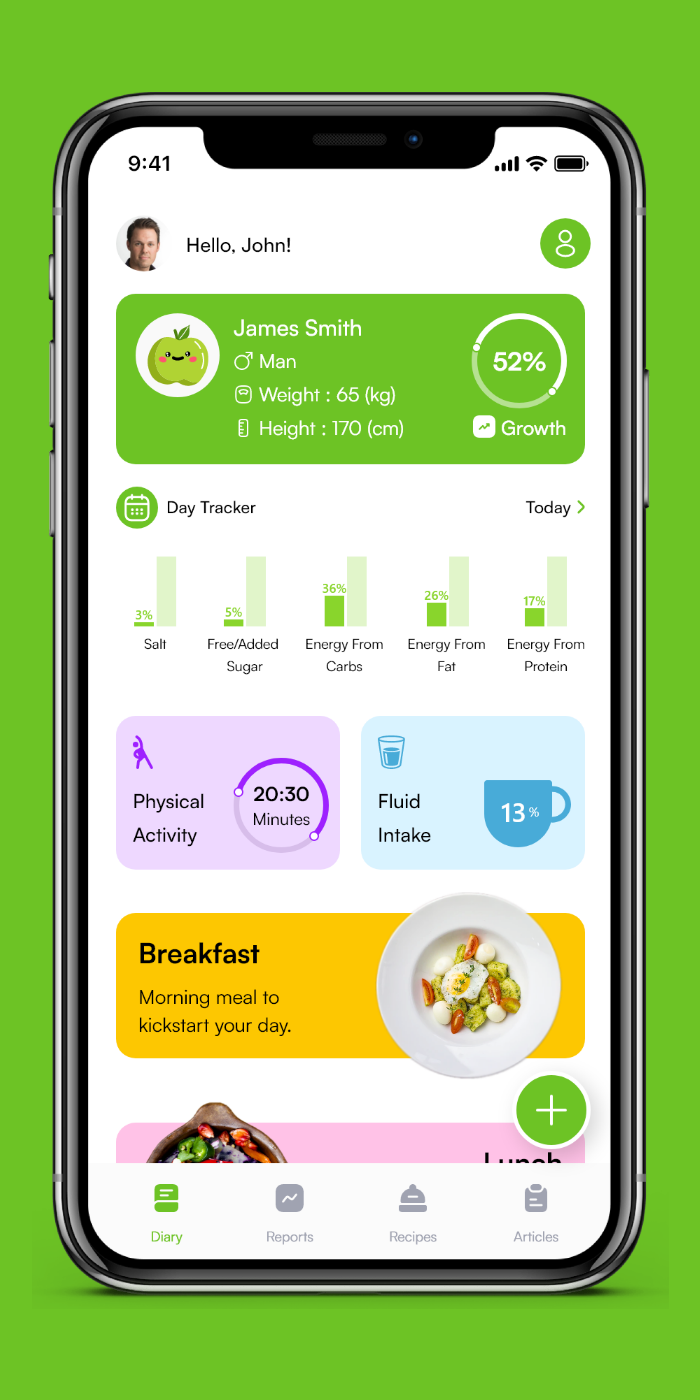 9:41
Hello, John!
James Smith
Man
Weight : 65 (kg)
Height : 170 (cm)
52%
Growth
Day Tracker
Today
3%
5%
36%
26%
17%
Salt
Free/Added
Sugar
Energy From
Carbs
Energy From
Fat
Energy From
Protein
Physical
Activity
20:30
Minutes
Fluid
Intake
13 %
Breakfast
Morning meal to
kickstart your day.
Lunch
Diary
Reports
Recipes
Articles